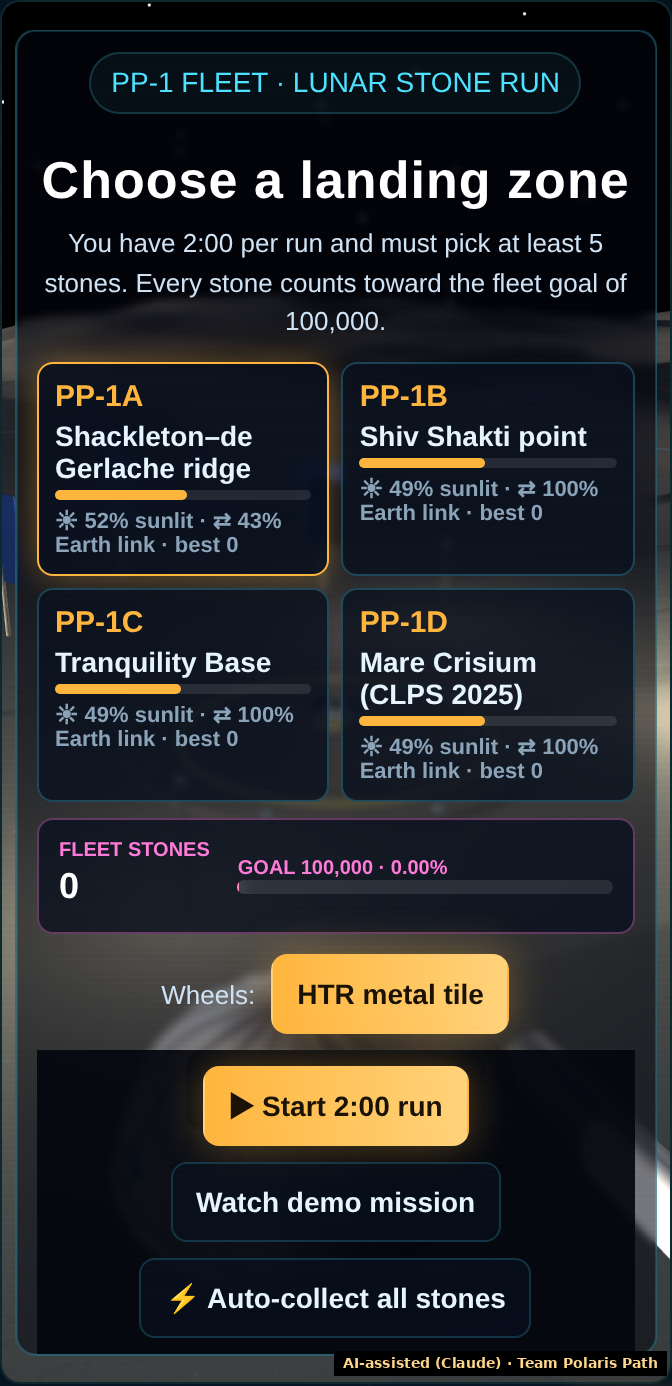 PP-1 FLEET · LUNAR STONE RUN
Choose a landing zone
You have 2:00 per run and must pick at least 5
stones. Every stone counts toward the fleet goal of
100,000.
PP-1A
Shackleton–de
Gerlache ridge
☀ 52% sunlit · ⇄ 43%
Earth link · best 0
PP-1B
Shiv Shakti point
☀ 49% sunlit · ⇄ 100%
Earth link · best 0
PP-1C
Tranquility Base
☀ 49% sunlit · ⇄ 100%
Earth link · best 0
PP-1D
Mare Crisium
(CLPS 2025)
☀ 49% sunlit · ⇄ 100%
Earth link · best 0
FLEET STONES
0
GOAL 100,000 · 0.00%
Wheels:
HTR metal tile
▶ Start 2:00 run
Watch demo mission
⚡ Auto-collect all stones
AI-assisted (Claude) · Team Polaris Path